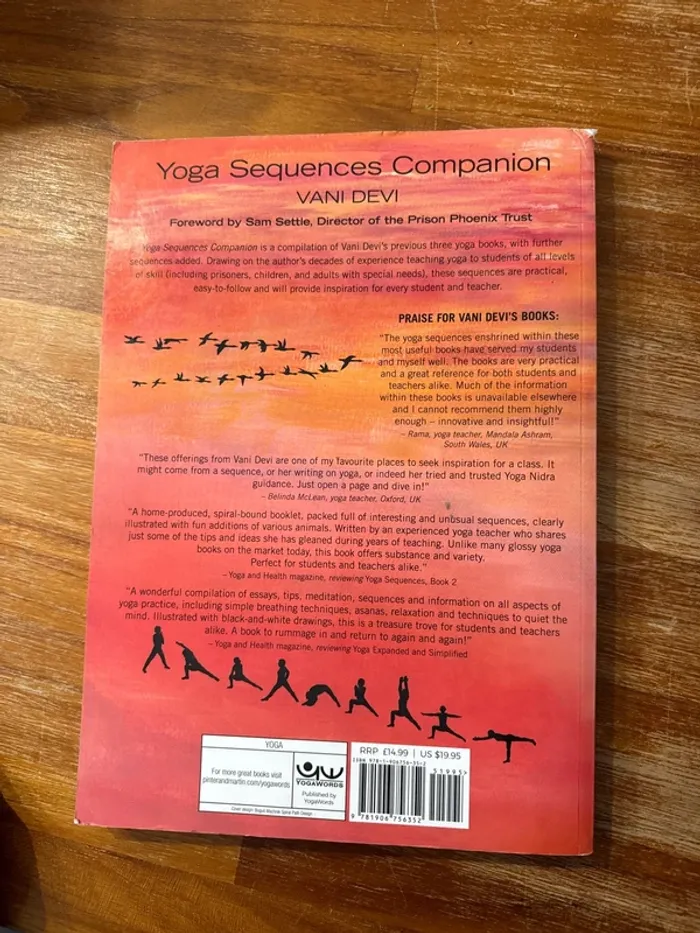 Yoga Sequences Companion
VANI DEVI
Foreword by Sam Settle, Director of the Prison Phoenix Trust
Yoga Sequences Companion is a compilation of Vani Devi's previous three yoga books, with further
sequences added. Drawing on the author's decades of experience teaching yoga to students of all levels
of skill (including prisoners, children, and adults with special needs), these sequences are practical,
easy-to-follow and will provide inspiration for every student and teacher.
PRAISE FOR VANI DEVI'S BOOKS:
"The yoga sequences enshrined within these
most useful books have served my students
and myself well. The books are very practical
and a great reference for both students and
teachers alike. Much of the information
within these books is unavailable elsewhere
and I cannot recommend them highly
enough – innovative and insightful!"
– Rama, yoga teacher, Mandala Ashram,
South Wales, UK
"These offerings from Vani Devi are one of my favourite places to seek inspiration for a class. It
might come from a sequence, or her writing on yoga, or indeed her tried and trusted Yoga Nidra
guidance. Just open a page and dive in!"
– Belinda McLean, yoga teacher, Oxford, UK
"A home-produced, spiral-bound booklet, packed full of interesting and unusual sequences, clearly
illustrated with fun additions of various animals. Written by an experienced yoga teacher who shares
just some of the tips and ideas she has gleaned during years of teaching. Unlike many glossy yoga
books on the market today, this book offers substance and variety.
Perfect for students and teachers alike."
– Yoga and Health magazine, reviewing Yoga Sequences, Book 2
"A wonderful compilation of essays, tips, meditation, sequences and information on all aspects of
yoga practice, including simple breathing techniques, asanas, relaxation and techniques to quiet the
mind. Illustrated with black-and-white drawings, this is a treasure trove for students and teachers
alike. A book to rummage in and return to again and again!"
– Yoga and Health magazine, reviewing Yoga Expanded and Simplified
YOGA
For more great books visit
pinterandmartin.com/yogawords
YOGAWORDS
Published by
YogaWords
RRP £14.99 | US $19.95
ISBN 978-1-906756-35-2
51995>
9 781906 756352